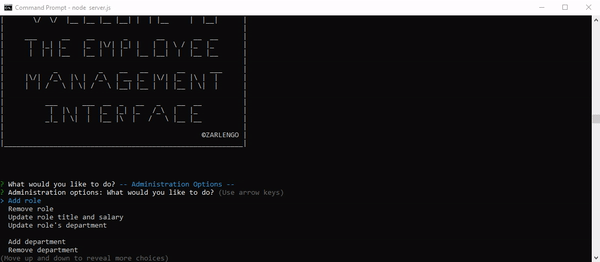 Command Prompt - node server.js
THE EMPLOYEE
MANAGEMENT
INTERFACE
©ZARLENGO
? What would you like to do? -- Administration Options --
? Administration options: What would you like to do? (Use arrow keys)
> Add role
Remove role
Update role title and salary
Update role's department
Add department
Remove department
(Move up and down to reveal more choices)